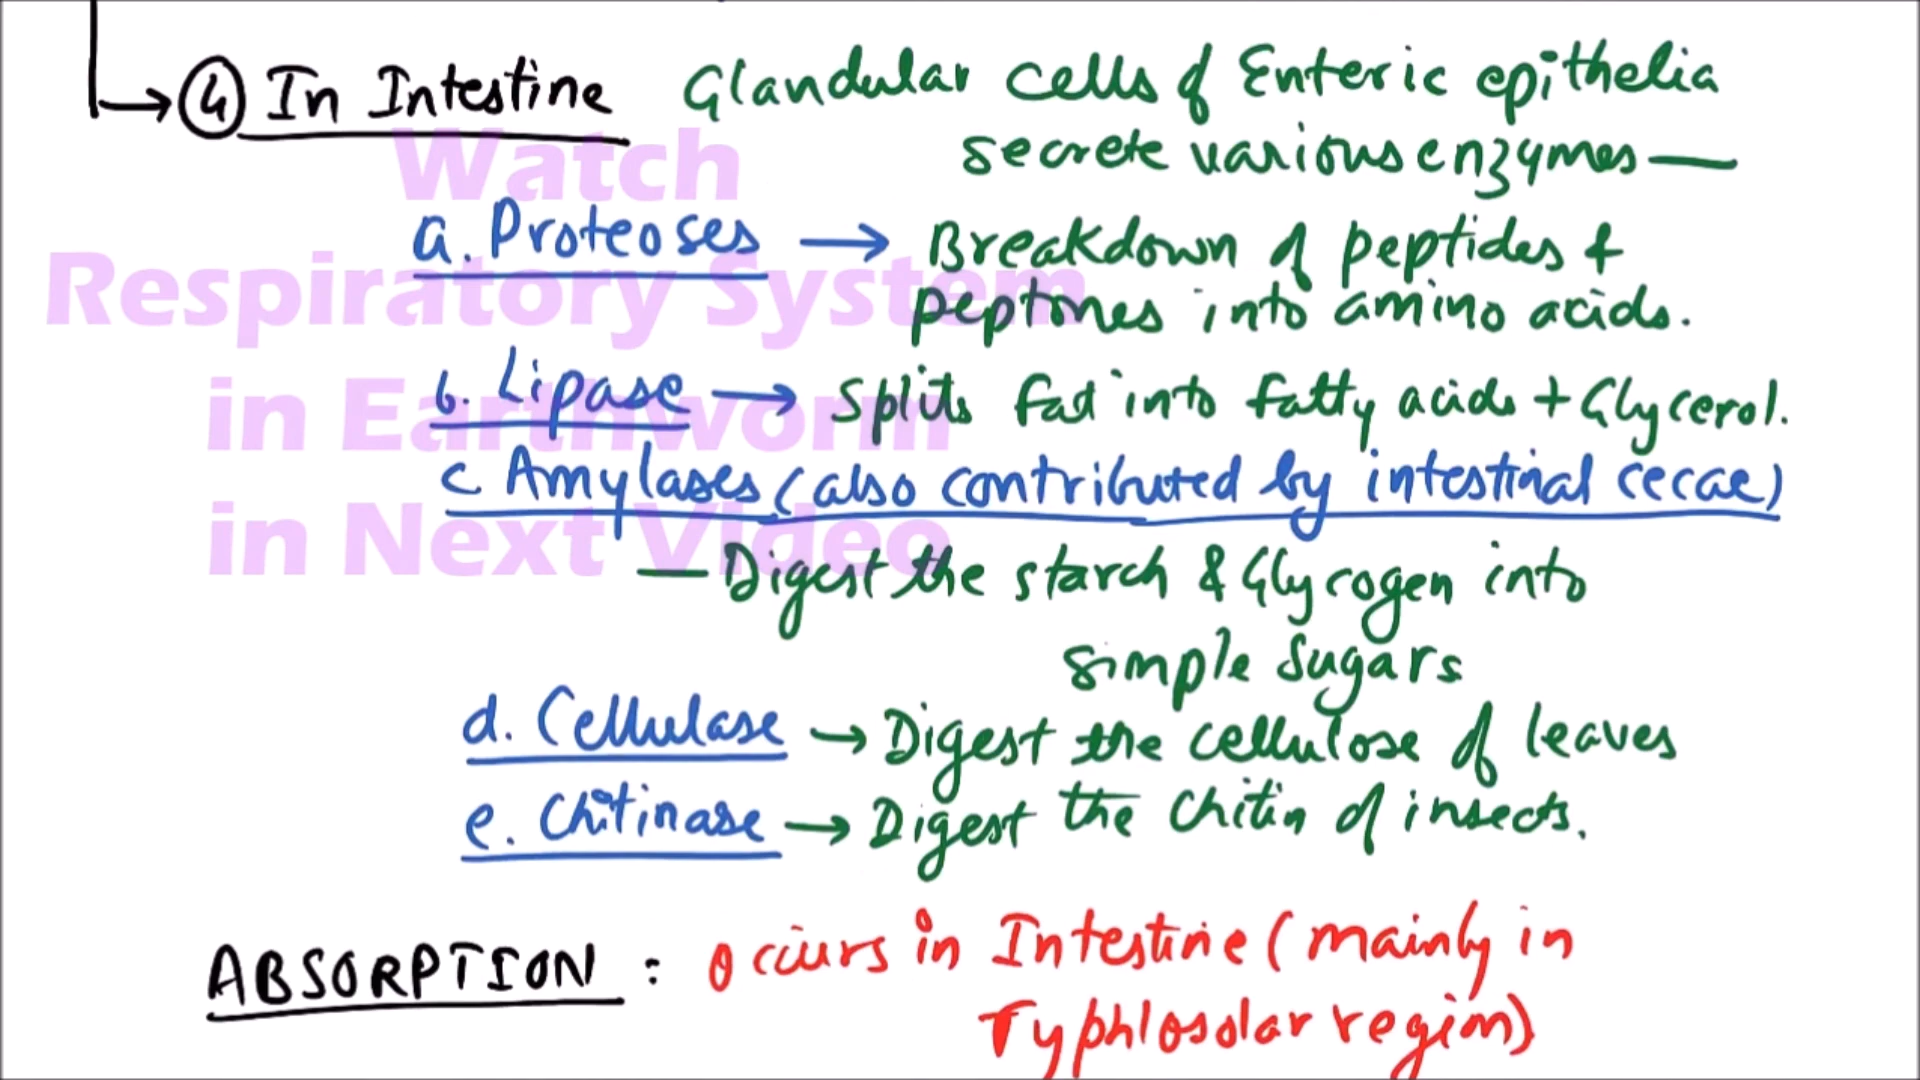 ④ In Intestine Glandular cells of Enteric epithelia
secrete various enzymes —
a. Proteoses → Breakdown of peptides &
peptones into amino acids.
b. Lipase → Splits fat into fatty acids + Glycerol.
c Amylases (also contributed by intestinal cecae)
— Digest the starch & Glycogen into
simple sugars
d. Cellulase → Digest the cellulose of leaves
e. Chitinase → Digest the chitin of insects.
ABSORPTION : Occurs in Intestine (mainly in
Typhlosolar region)
Watch
Respiratory System
in Earthworm
in Next Video